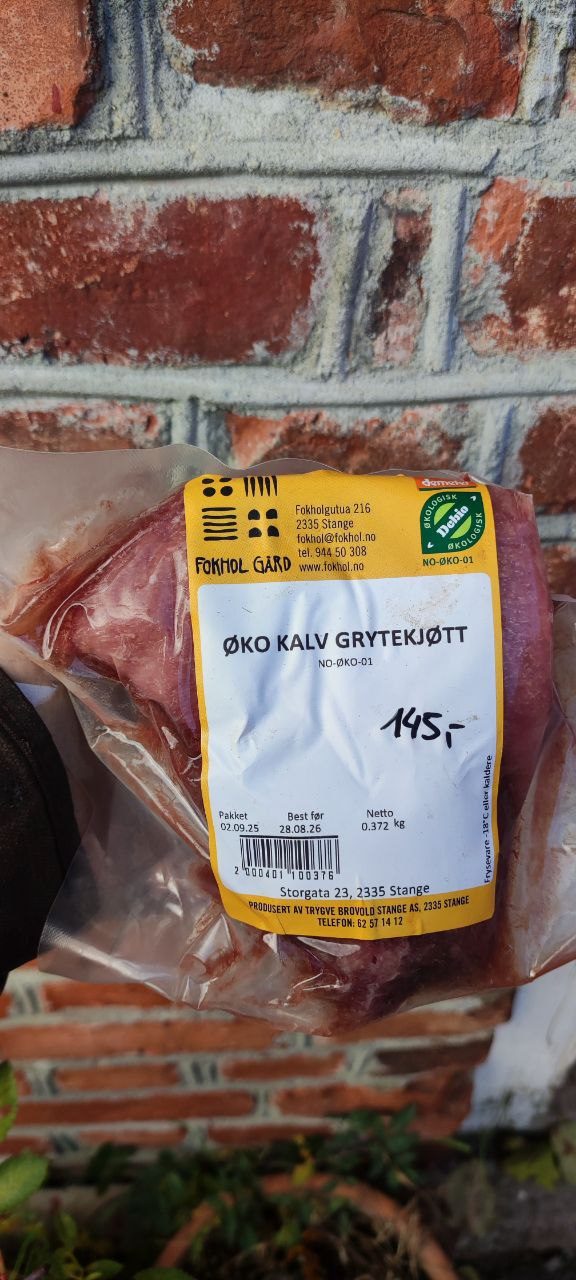 demeter
Fokholgutua 216
2335 Stange
fokhol@fokhol.no
tel. 944 50 308
www.fokhol.no
FOKHOL GÅRD
ØKOLOGISK
Debio
ØKOLOGISK
NO-ØKO-01
ØKO KALV GRYTEKJØTT
NO-ØKO-01
145,-
Pakket Best før Netto
02.09.25 28.08.26 0.372 kg
2 000401 100376
Frysevare -18°C eller kaldere
Storgata 23, 2335 Stange
PRODUSERT AV TRYGVE BROVOLD STANGE AS, 2335 STANGE
TELEFON: 62 57 14 12